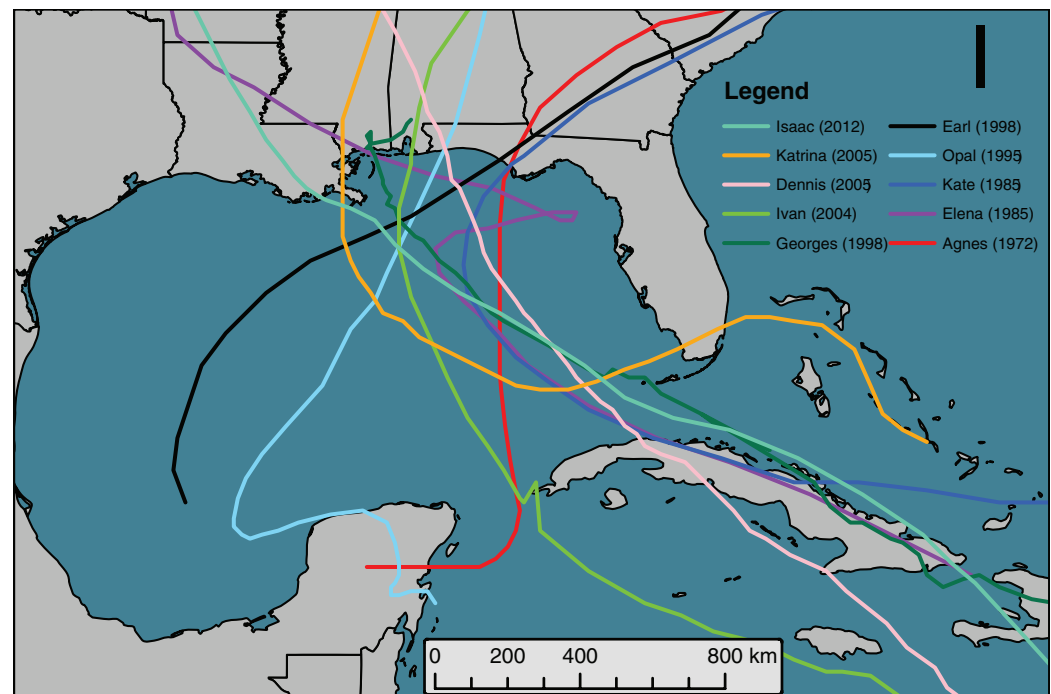 Legend
Isaac (2012)
Katrina (2005)
Dennis (2005)
Ivan (2004)
Georges (1998)
Earl (1998)
Opal (1995)
Kate (1985)
Elena (1985)
Agnes (1972)
0 200 400 800 km